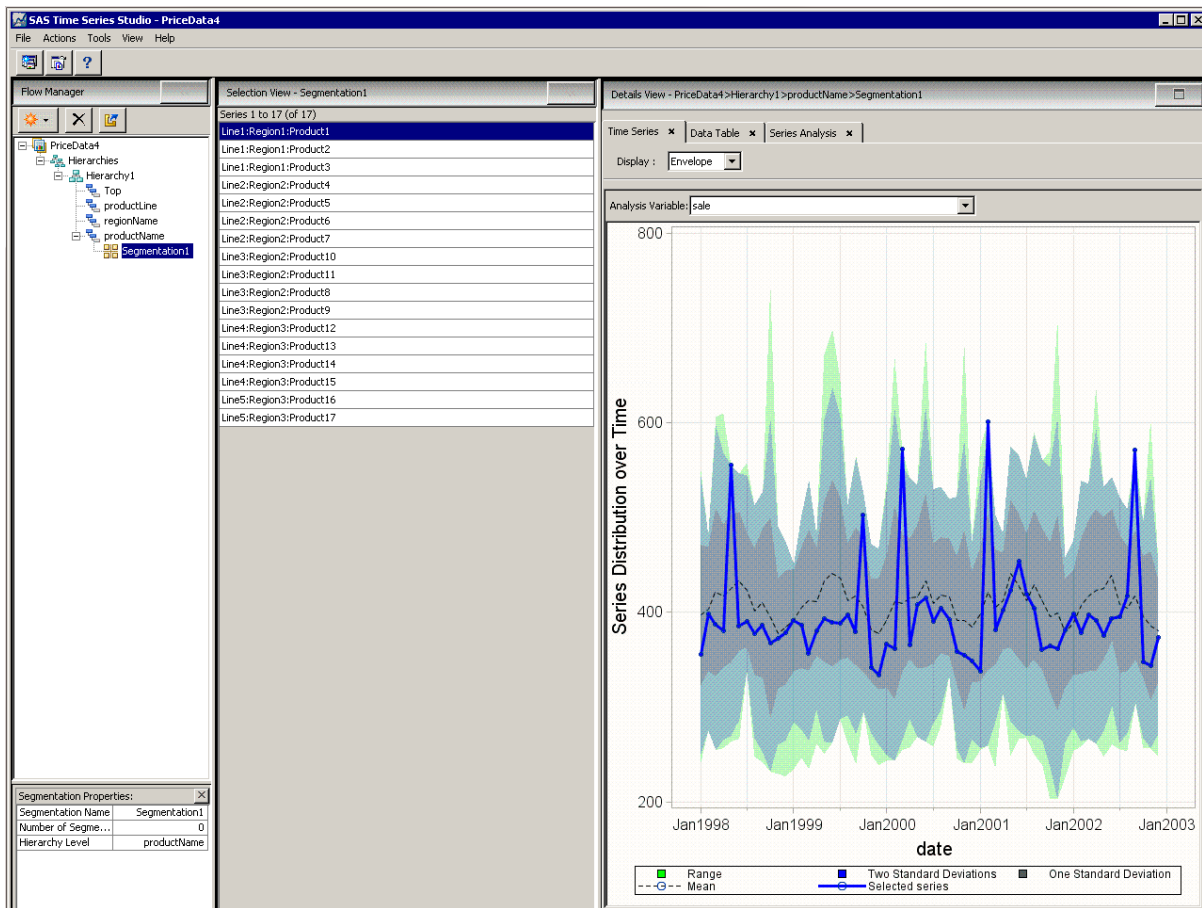 SAS Time Series Studio - PriceData4
File Actions Tools View Help
?
Flow Manager
PriceData4
Hierarchies
Hierarchy1
Top
productLine
regionName
productName
Segmentation1
Segmentation Properties:
Segmentation Name Segmentation1
Number of Segme... 0
Hierarchy Level productName
Selection View - Segmentation1
Series 1 to 17 (of 17)
Line1:Region1:Product1
Line1:Region1:Product2
Line1:Region1:Product3
Line2:Region2:Product4
Line2:Region2:Product5
Line2:Region2:Product6
Line2:Region2:Product7
Line3:Region2:Product10
Line3:Region2:Product11
Line3:Region2:Product8
Line3:Region2:Product9
Line4:Region3:Product12
Line4:Region3:Product13
Line4:Region3:Product14
Line4:Region3:Product15
Line5:Region3:Product16
Line5:Region3:Product17
Details View - PriceData4>Hierarchy1>productName>Segmentation1
Time Series Data Table Series Analysis
Display : Envelope
Analysis Variable: sale
Series Distribution over Time
800
600
400
200
Jan1998 Jan1999 Jan2000 Jan2001 Jan2002 Jan2003
date
Range Two Standard Deviations One Standard Deviation
Mean Selected series